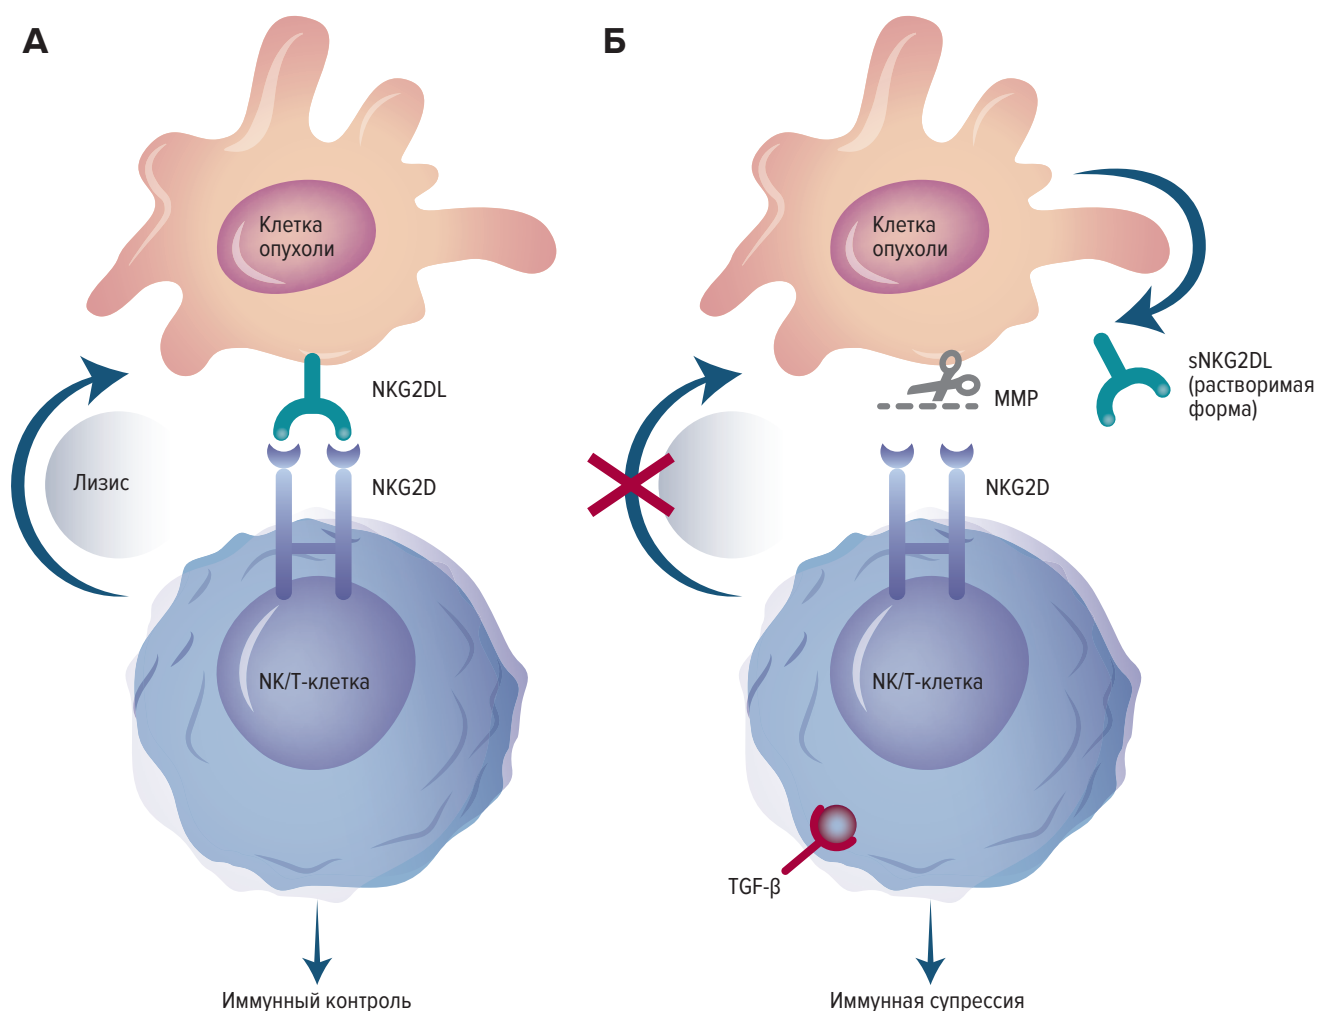 А
Клетка
опухоли
NKG2DL
Лизис
NKG2D
NK/Т-клетка
Иммунный контроль
Б
Клетка
опухоли
sNKG2DL
(растворимая
форма)
MMP
NKG2D
NK/Т-клетка
TGF-β
Иммунная супрессия